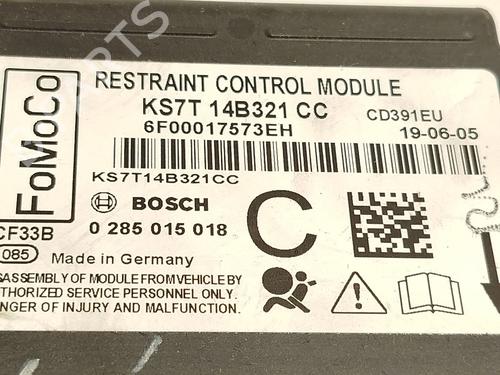 RESTRAINT CONTROL MODULE
FoMoCo
KS7T 14B321 CC
CD391EU
6F00017573EH
19-06-05
KS7T14B321CC
BOSCH
C
CF33B
0 285 015 018
085
Made in Germany
ASSEMBLY OF MODULE FROM VEHICLE BY
THORIZED SERVICE PERSONNEL ONLY.
NGER OF INJURY AND MALFUNCTION.